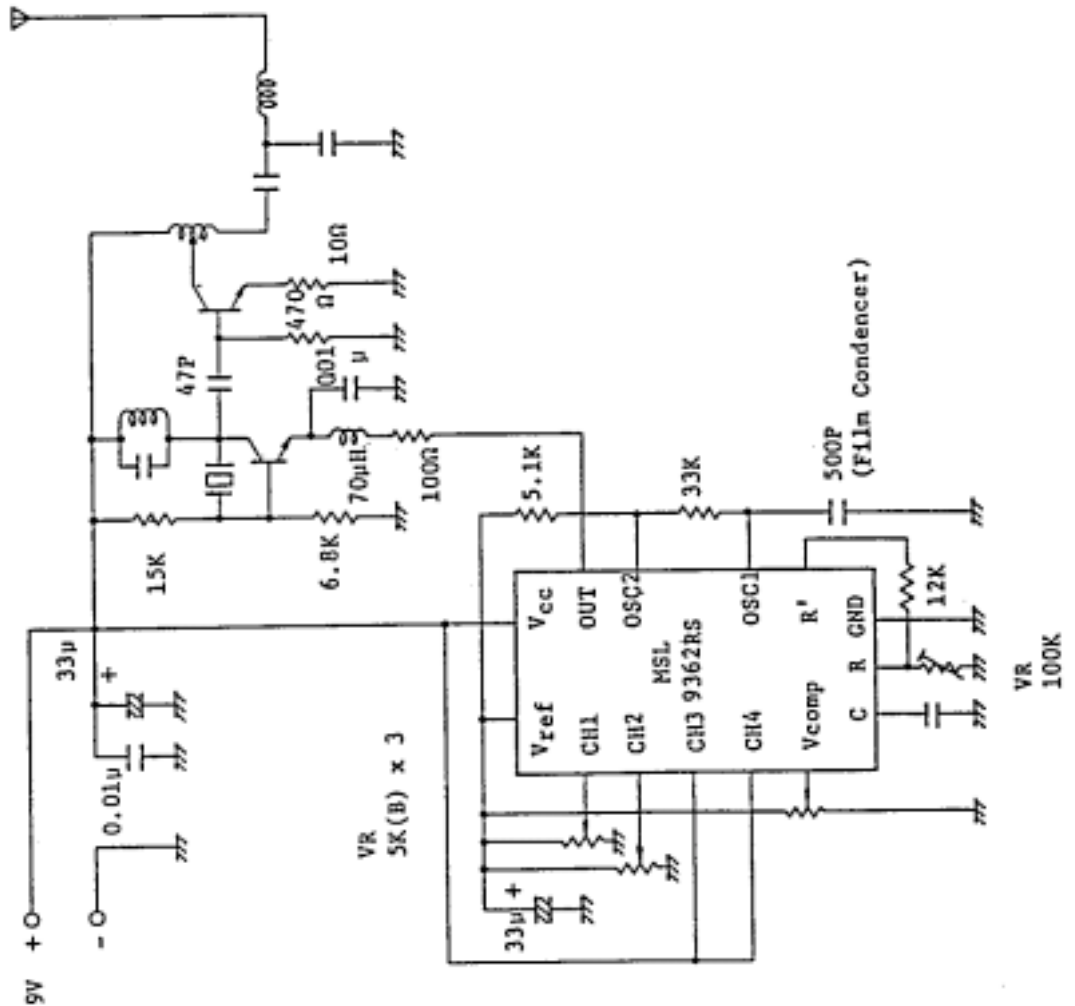 9V
+
-
0.01μ
33μ
+
15K
6.8K
70μH
100Ω
47P
001
μ
470
Ω
10Ω
VR
5K(B) x 3
33μ
+
Vref
CH1
CH2
CH3
CH4
Vcomp
MSL
9362RS
Vcc
OUT
OSC2
OSC1
R'
C
R
GND
5.1K
33K
500P
(Film Condencer)
12K
VR
100K